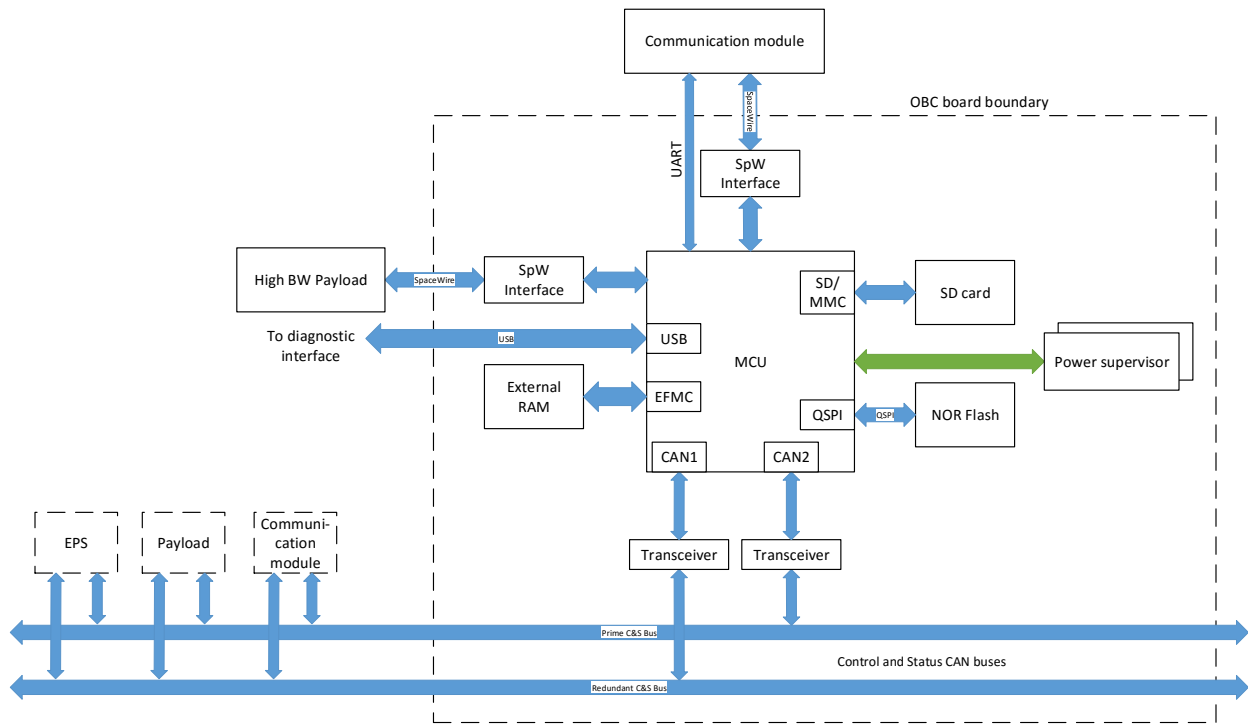 Communication module
OBC board boundary
SpaceWire
UART
SpW
Interface
High BW Payload
SpaceWire
SpW
Interface
SD/
MMC
SD card
To diagnostic
interface
USB
USB
MCU
Power supervisor
External
RAM
EFMC
QSPI
QSPI
NOR Flash
CAN1
CAN2
EPS
Payload
Communi-
cation
module
Transceiver
Transceiver
Prime C&S Bus
Control and Status CAN buses
Redundant C&S Bus